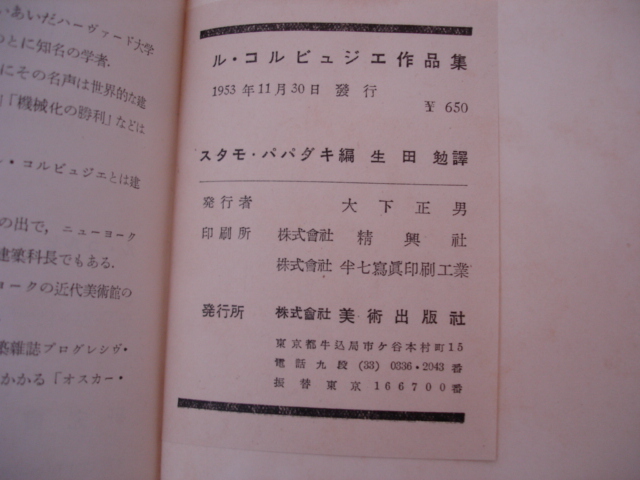 いあいだハーヴァード大学
のとに知名の学者.
にその名声は世界的な建
「機械化の勝利」などは
ル・コルビュジエとは建
の出で, ニューヨーク
建築科長でもある.
ヨークの近代美術館の
築雑誌プログレシヴ・
かかる「オスカー・
ル・コルビュジエ作品集
1953年11月30日 發行
¥ 650
スタモ・パパダキ編 生田 勉譯
発行者 大下正男
印刷所 株式會社 精興社
株式會社 半七寫眞印刷工業
発行所 株式會社 美術出版社
東京都牛込局市ケ谷本村町15
電話九段 (33) 0336・2043番
振替東京166700番